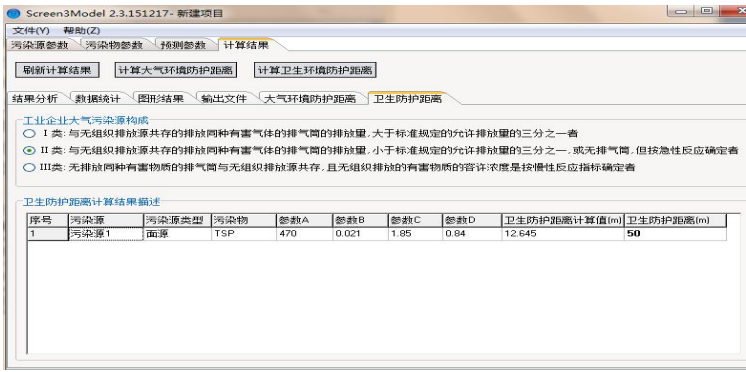 Screen3Model 2.3.151217- 新建项目
文件(Y) 帮助(Z)
污染源参数 污染物参数 预测参数 计算结果
刷新计算结果 计算大气环境防护距离 计算卫生环境防护距离
结果分析 数据统计 图形结果 输出文件 大气环境防护距离 卫生防护距离
工业企业大气污染源构成
I 类: 与无组织排放源共存的排放同种有害气体的排气筒的排放量,大于标准规定的允许排放量的三分之一者
II 类: 与无组织排放源共存的排放同种有害气体的排气筒的排放量,小于标准规定的允许排放量的三分之一,或无排气筒,但按急性反应确定者
III类: 无排放同种有害物质的排气筒与无组织排放源共存,且无组织排放的有害物质的容许浓度是按慢性反应指标确定者
卫生防护距离计算结果描述
序号 污染源 污染源类型 污染物 参数A 参数B 参数C 参数D 卫生防护距离计算值(m) 卫生防护距离(m)
1 污染源1 面源 TSP 470 0.021 1.85 0.84 12.645 50